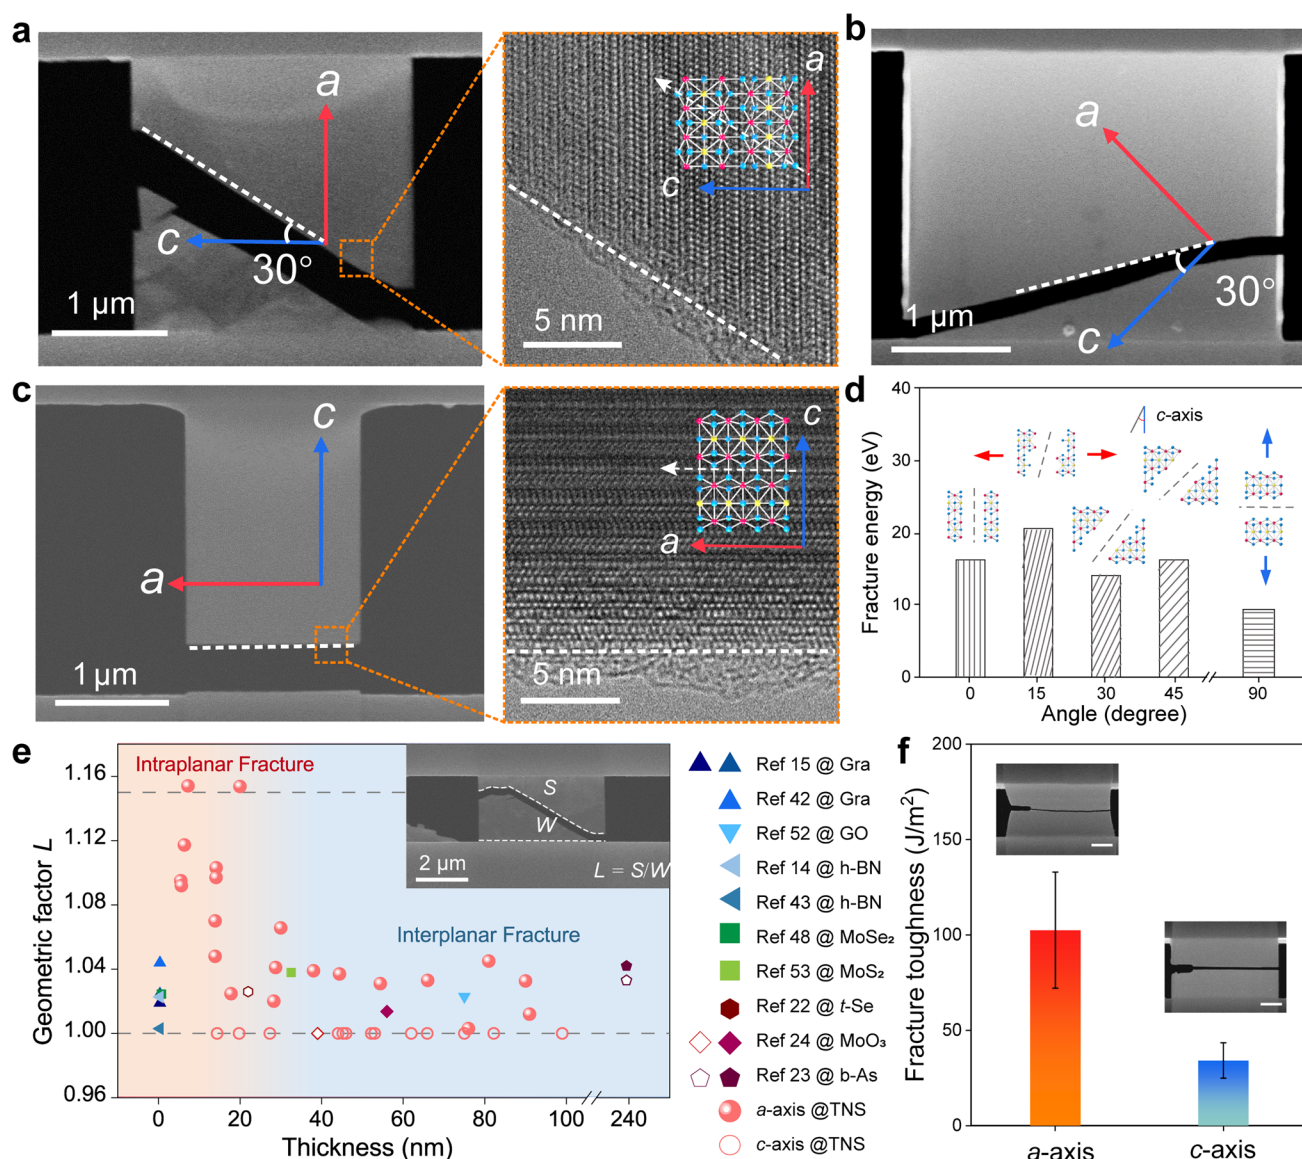 a
a
c
30°
1 µm
a
c
5 nm
b
a
c
30°
1 µm
c
c
a
1 µm
c
a
5 nm
d
40
30
20
10
0
Fracture energy (eV)
c-axis
0
15
30
45
90
Angle (degree)
e
Intraplanar Fracture
Interplanar Fracture
S
W
2 µm
L = S/W
1.16
1.12
1.08
1.04
1.00
0.96
Geometric factor L
0
20
40
60
80
100
240
Thickness (nm)
Ref 15 @ Gra
Ref 42 @ Gra
Ref 52 @ GO
Ref 14 @ h-BN
Ref 43 @ h-BN
Ref 48 @ MoSe₂
Ref 53 @ MoS₂
Ref 22 @ t-Se
Ref 24 @ MoO₃
Ref 23 @ b-As
a-axis @TNS
c-axis @TNS
f
200
150
100
50
0
Fracture toughness (J/m²)
a-axis
c-axis